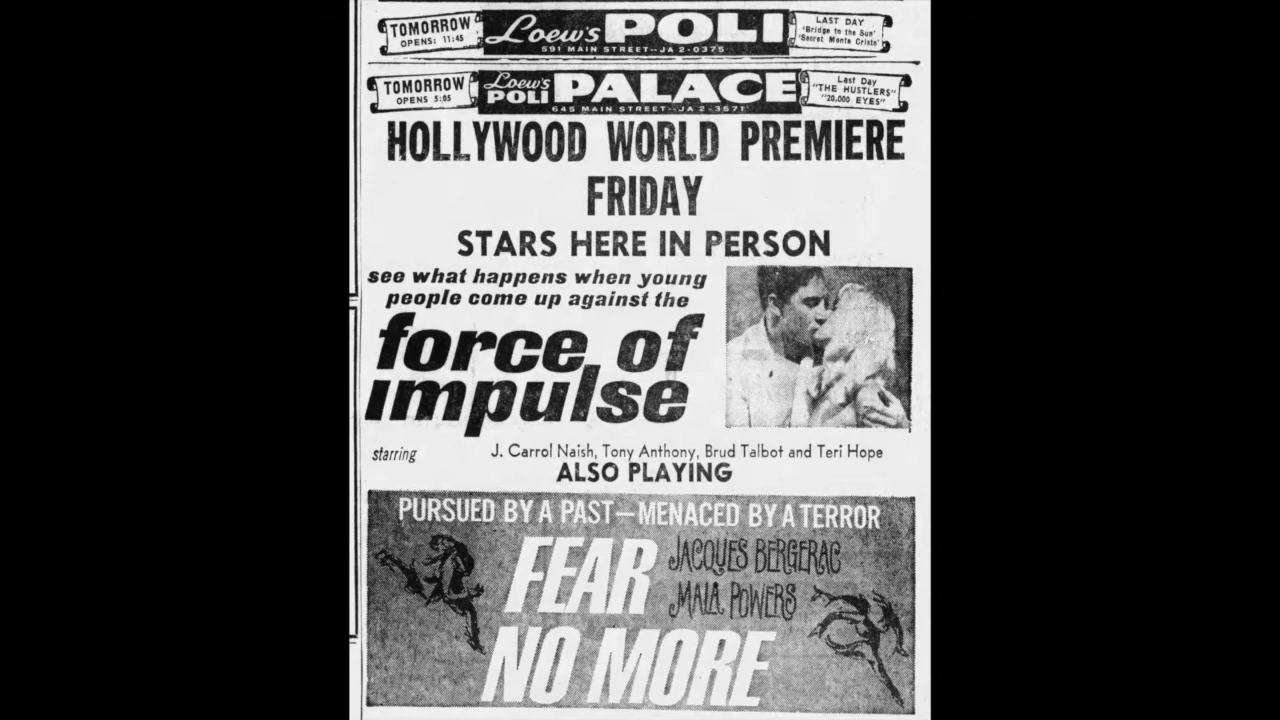 TOMORROW
OPENS: 11:45
Loew's POLI
591 MAIN STREET--JA 2-0375
LAST DAY
'Bridge to the Sun'
'Secret Monte Cristo'
TOMORROW
OPENS 5:05
Loew's
POLI PALACE
645 MAIN STREET--JA 2-3571
Last Day
"THE HUSTLERS"
"20,000 EYES"
HOLLYWOOD WORLD PREMIERE
FRIDAY
STARS HERE IN PERSON
see what happens when young
people come up against the
force of
impulse
starring J. Carrol Naish, Tony Anthony, Brud Talbot and Teri Hope
ALSO PLAYING
PURSUED BY A PAST—MENACED BY A TERROR
FEAR
NO MORE
JACQUES BERGERAC
MALA POWERS